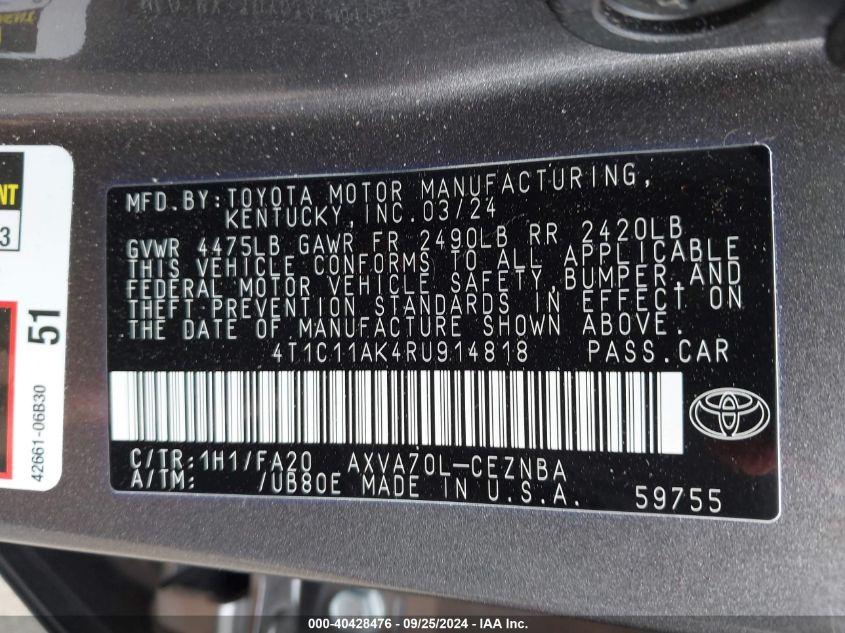 MFD.BY:TOYOTA MOTOR MANUFACTURING,
KENTUCKY, INC.03/24
GVWR 4475LB GAWR FR 2490LB RR 2420LB
THIS VEHICLE CONFORMS TO ALL APPLICABLE
FEDERAL MOTOR VEHICLE SAFETY,BUMPER,AND
THEFT PREVENTION STANDARDS IN EFFECT ON
THE DATE OF MANUFACTURE SHOWN ABOVE.
4T1C11AK4RU914818 PASS.CAR
C/TR:1H1/FA20 AXVA70L-CEZNBA
A/TM: /UB80E MADE IN U.S.A.
59755
NT
3
51
42661-06B30
000-40428476 - 09/25/2024 - IAA, Inc.